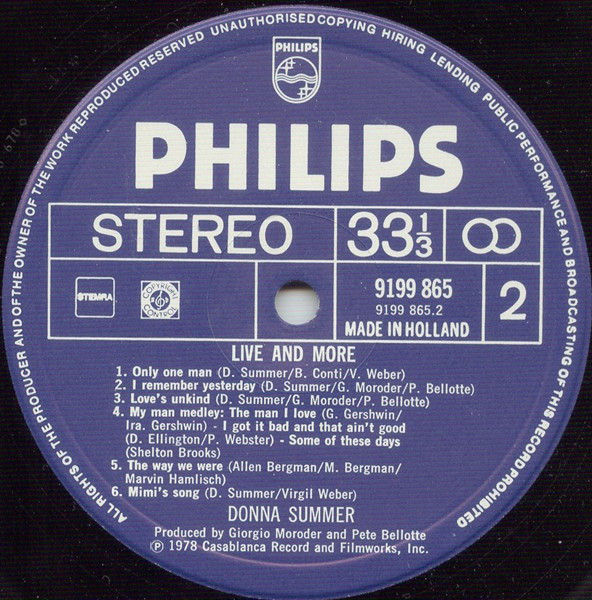 ALL RIGHTS OF THE PRODUCER AND OF THE OWNER OF THE WORK REPRODUCED RESERVED UNAUTHORISED COPYING HIRING LENDING PUBLIC PERFORMANCE AND BROADCASTING OF THIS RECORD PROHIBITED
PHILIPS
PHILIPS
STEREO
33 1/3
STEMRA
COPYRIGHT
CONTROL
9199 865
9199 865.2
MADE IN HOLLAND
2
LIVE AND MORE
1. Only one man (D. Summer/B. Conti/V. Weber)
2. I remember yesterday (D. Summer/G. Moroder/P. Bellotte)
3. Love's unkind (D. Summer/G. Moroder/P. Bellotte)
4. My man medley: The man I love (G. Gershwin/
Ira. Gershwin) - I got it bad and that ain't good
(D. Ellington/P. Webster) - Some of these days
(Shelton Brooks)
5. The way we were (Allen Bergman/M. Bergman/
Marvin Hamlisch)
6. Mimi's song (D. Summer/Virgil Weber)
DONNA SUMMER
Produced by Giorgio Moroder and Pete Bellotte
℗ 1978 Casablanca Record and Filmworks, Inc.